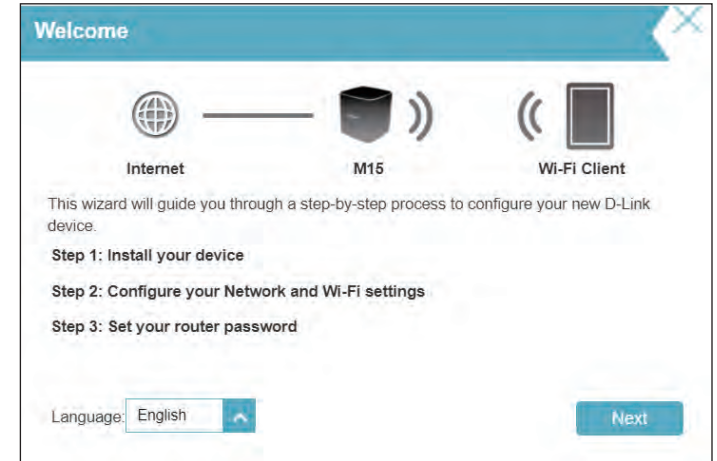 Welcome
Internet
M15
Wi-Fi Client
This wizard will guide you through a step-by-step process to configure your new D-Link
device.
Step 1: Install your device
Step 2: Configure your Network and Wi-Fi settings
Step 3: Set your router password
Language: English
Next